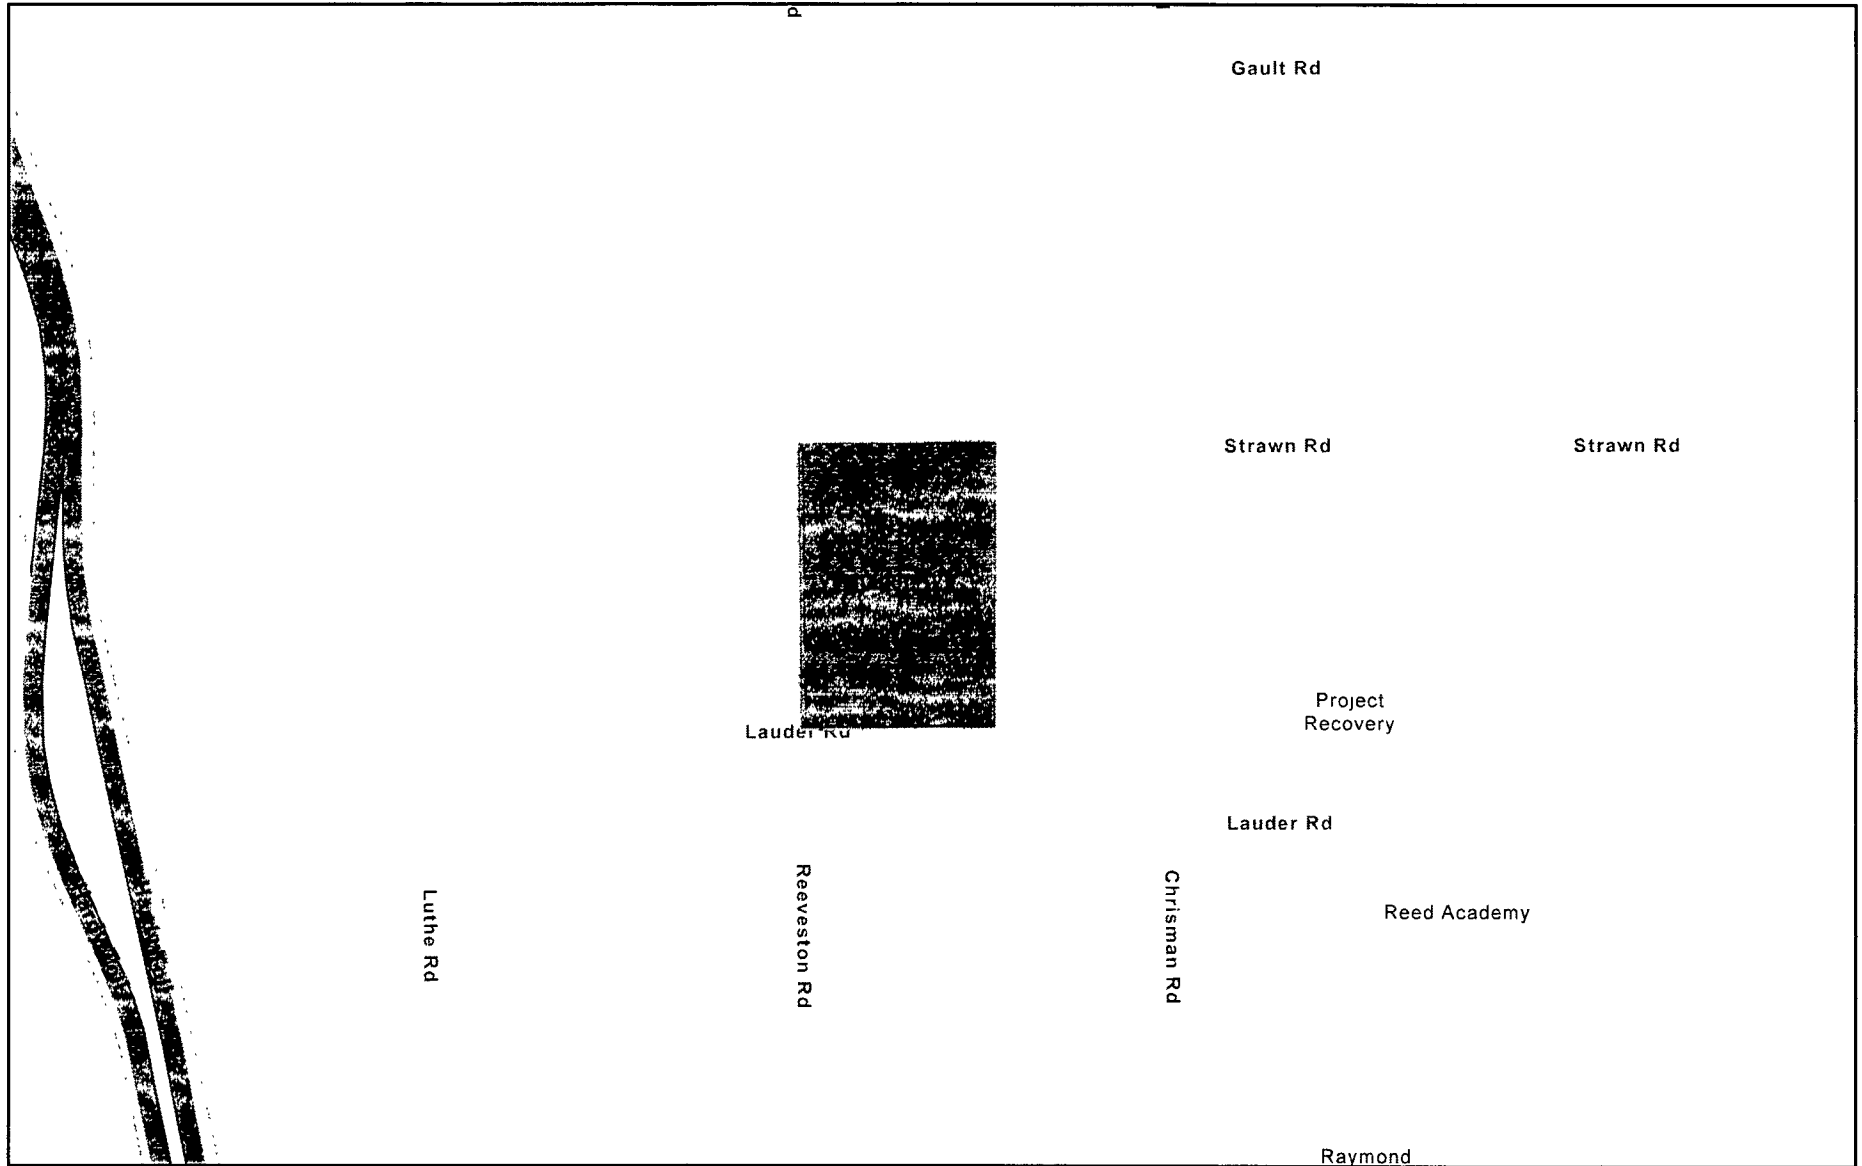 Gault Rd
Strawn Rd
Strawn Rd
Project
Recovery
Lauder Rd
Lauder Rd
Luthe Rd
Reeveston Rd
Chrisman Rd
Reed Academy
Raymond